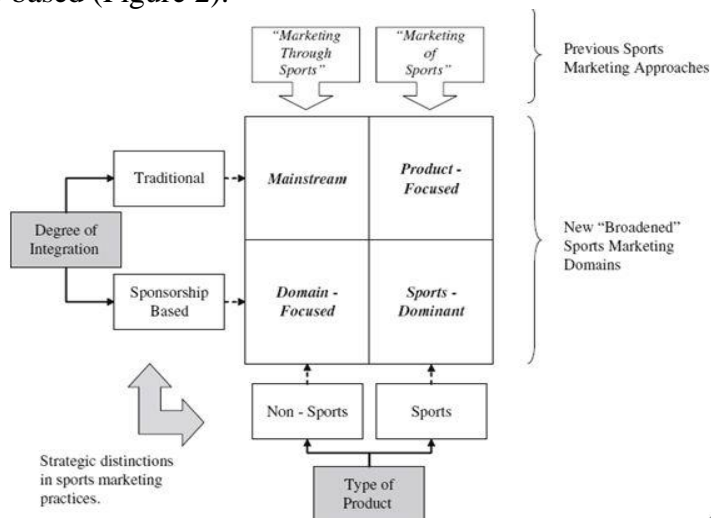 based (Figure 2).
"Marketing
Through
Sports"
"Marketing
of
Sports"
Previous Sports
Marketing Approaches
Traditional
Mainstream
Product -
Focused
Degree of
Integration
New "Broadened"
Sports Marketing
Domains
Sponsorship
Based
Domain -
Focused
Sports -
Dominant
Non - Sports
Sports
Strategic distinctions
in sports marketing
practices.
Type of
Product